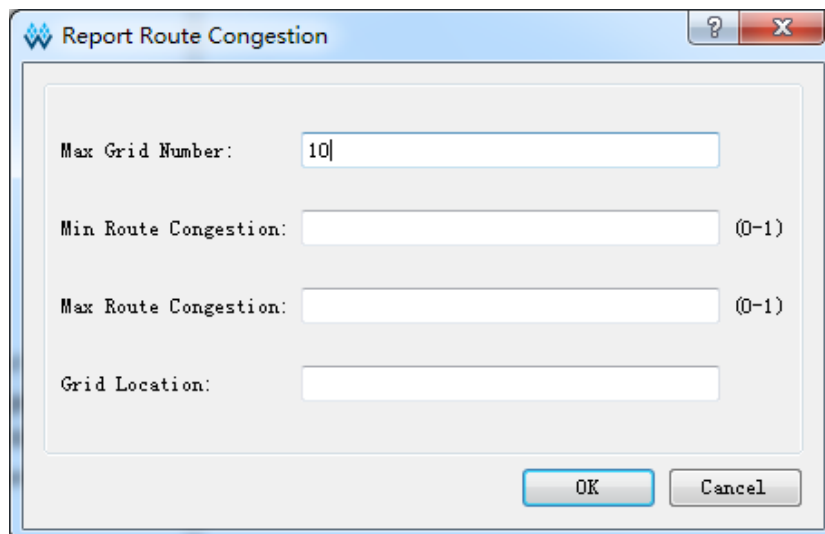 Report Route Congestion
Max Grid Number: 10
Min Route Congestion: (0-1)
Max Route Congestion: (0-1)
Grid Location:
OK Cancel